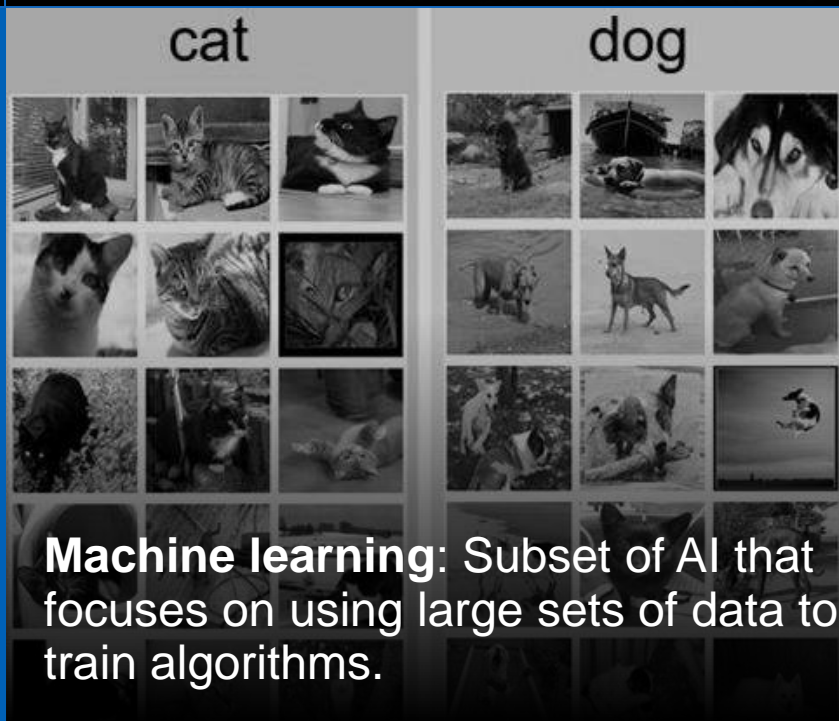 cat dog
Machine learning: Subset of AI that
focuses on using large sets of data to
train algorithms.